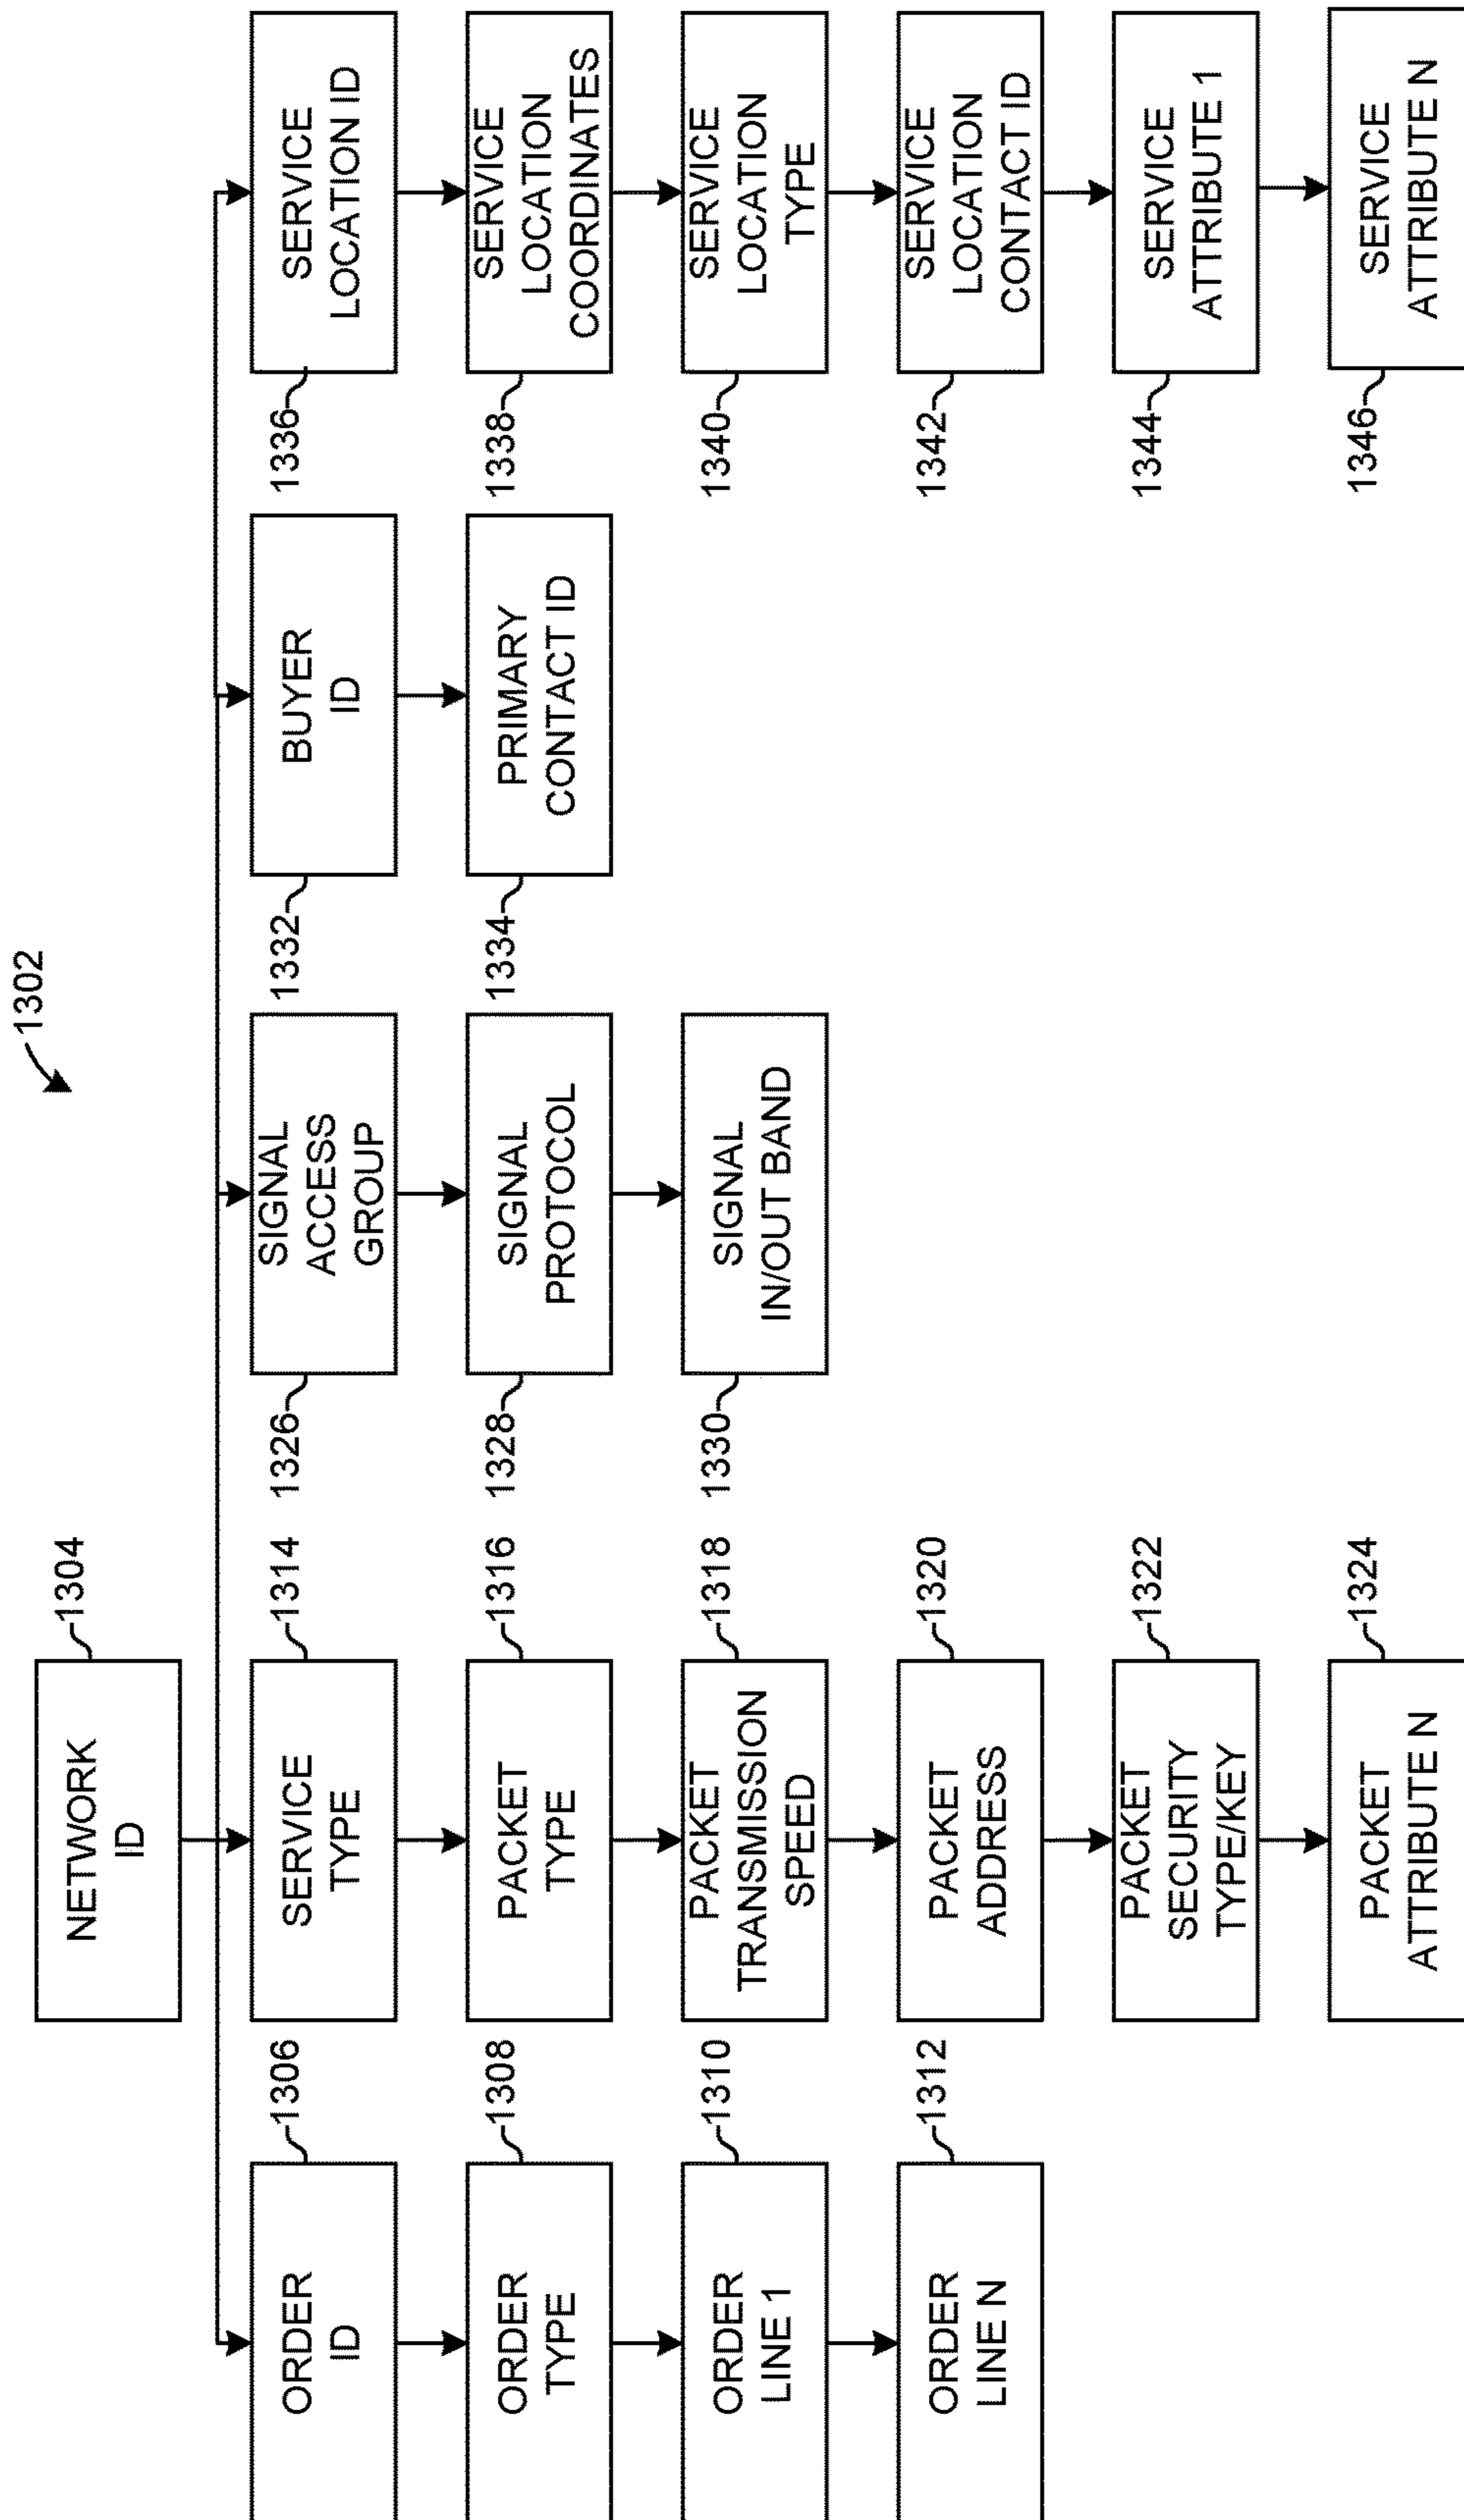 1302
NETWORK
ID
1304
ORDER
ID
1306
ORDER
TYPE
1308
ORDER
LINE 1
1310
ORDER
LINE N
1312
SERVICE
TYPE
1314
PACKET
TYPE
1316
PACKET
TRANSMISSION
SPEED
1318
PACKET
ADDRESS
1320
PACKET
SECURITY
TYPE/KEY
1322
PACKET
ATTRIBUTE N
1324
SIGNAL
ACCESS
GROUP
1326
SIGNAL
PROTOCOL
1328
SIGNAL
IN/OUT BAND
1330
BUYER
ID
1332
PRIMARY
CONTACT ID
1334
SERVICE
LOCATION ID
1336
SERVICE
LOCATION
COORDINATES
1338
SERVICE
LOCATION
TYPE
1340
SERVICE
LOCATION
CONTACT ID
1342
SERVICE
ATTRIBUTE 1
1344
SERVICE
ATTRIBUTE N
1346